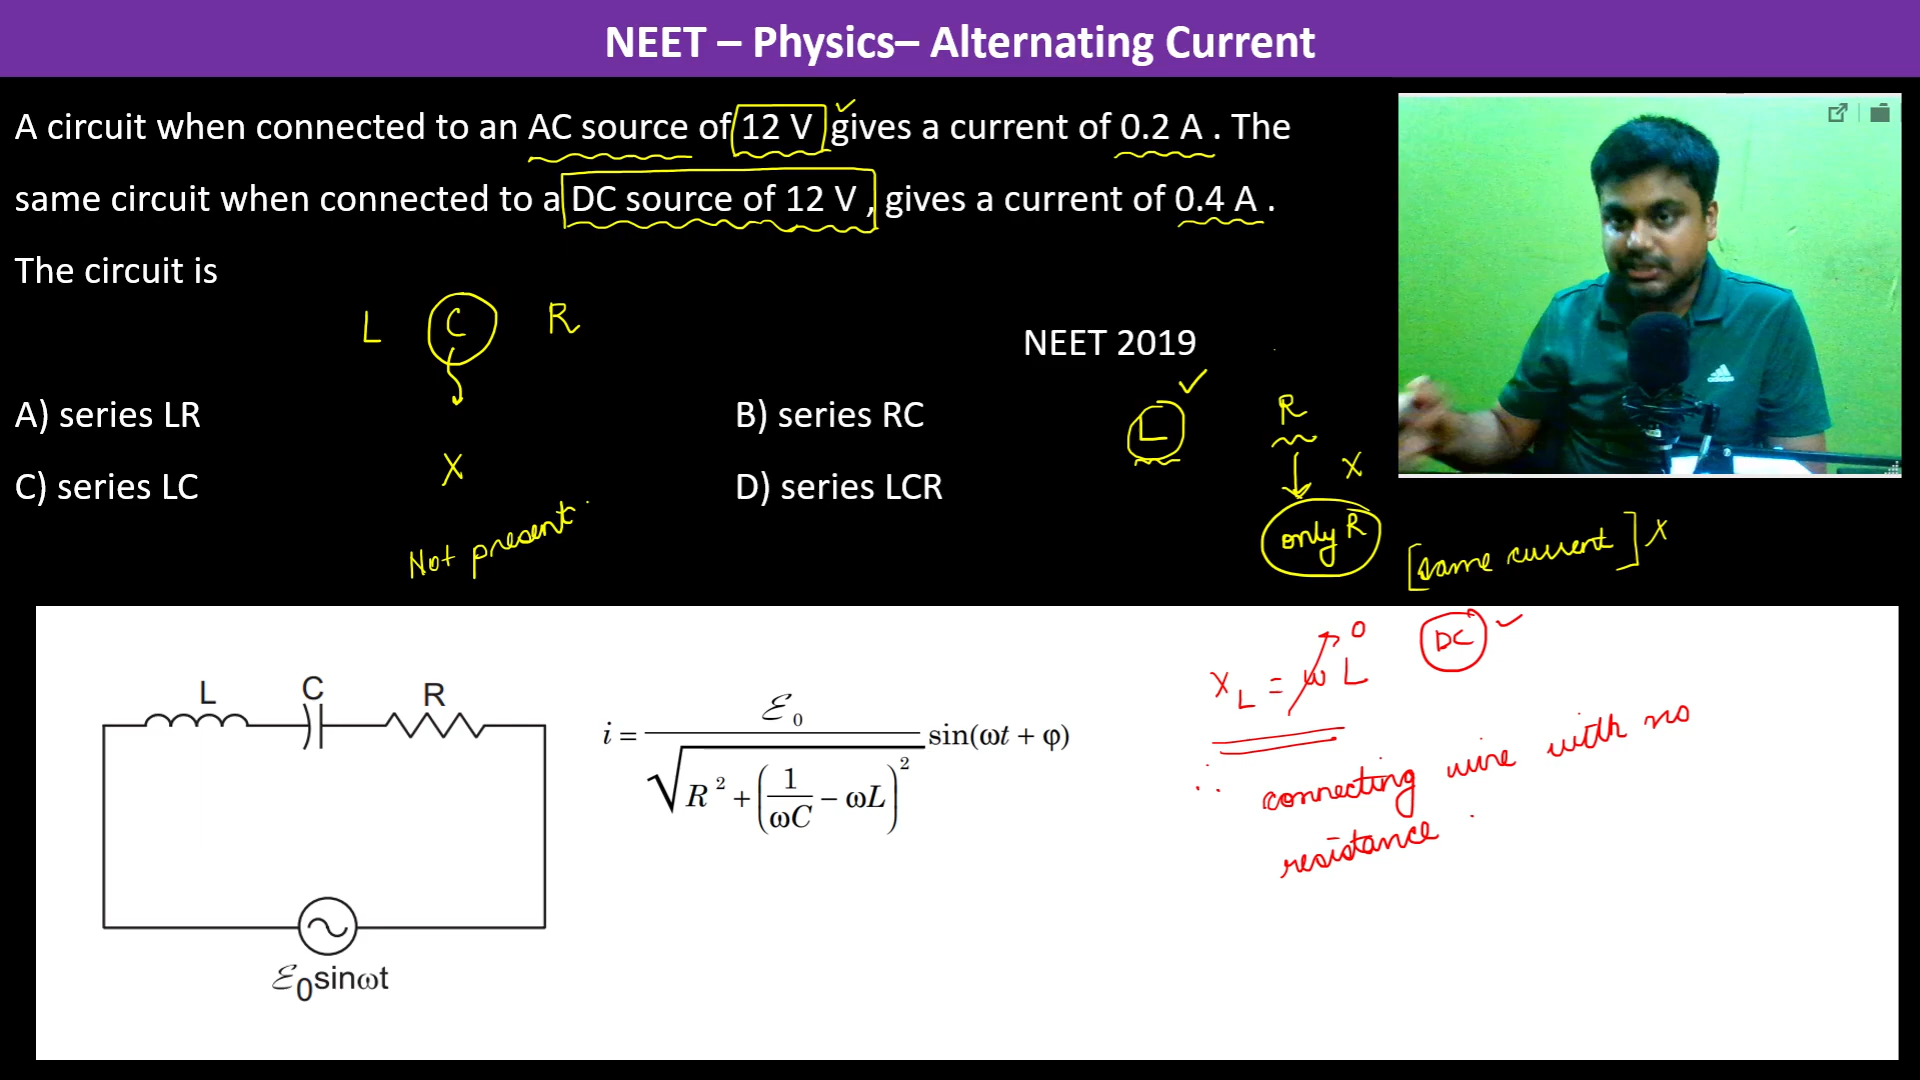 NEET – Physics– Alternating Current
A circuit when connected to an AC source of 12 V gives a current of 0.2 A . The
same circuit when connected to a DC source of 12 V , gives a current of 0.4 A .
The circuit is
L C R
NEET 2019
A) series LR
B) series RC
C) series LC
D) series LCR
X
Not present
L
R
X
only R
[same current] X
adidas
L C R
ℰ0sinωt
i = ℰ0 / √(R² + (1/ωC − ωL)²) sin(ωt + φ)
X_L = ωL
0
DC
∴ connecting wire with no
resistance .